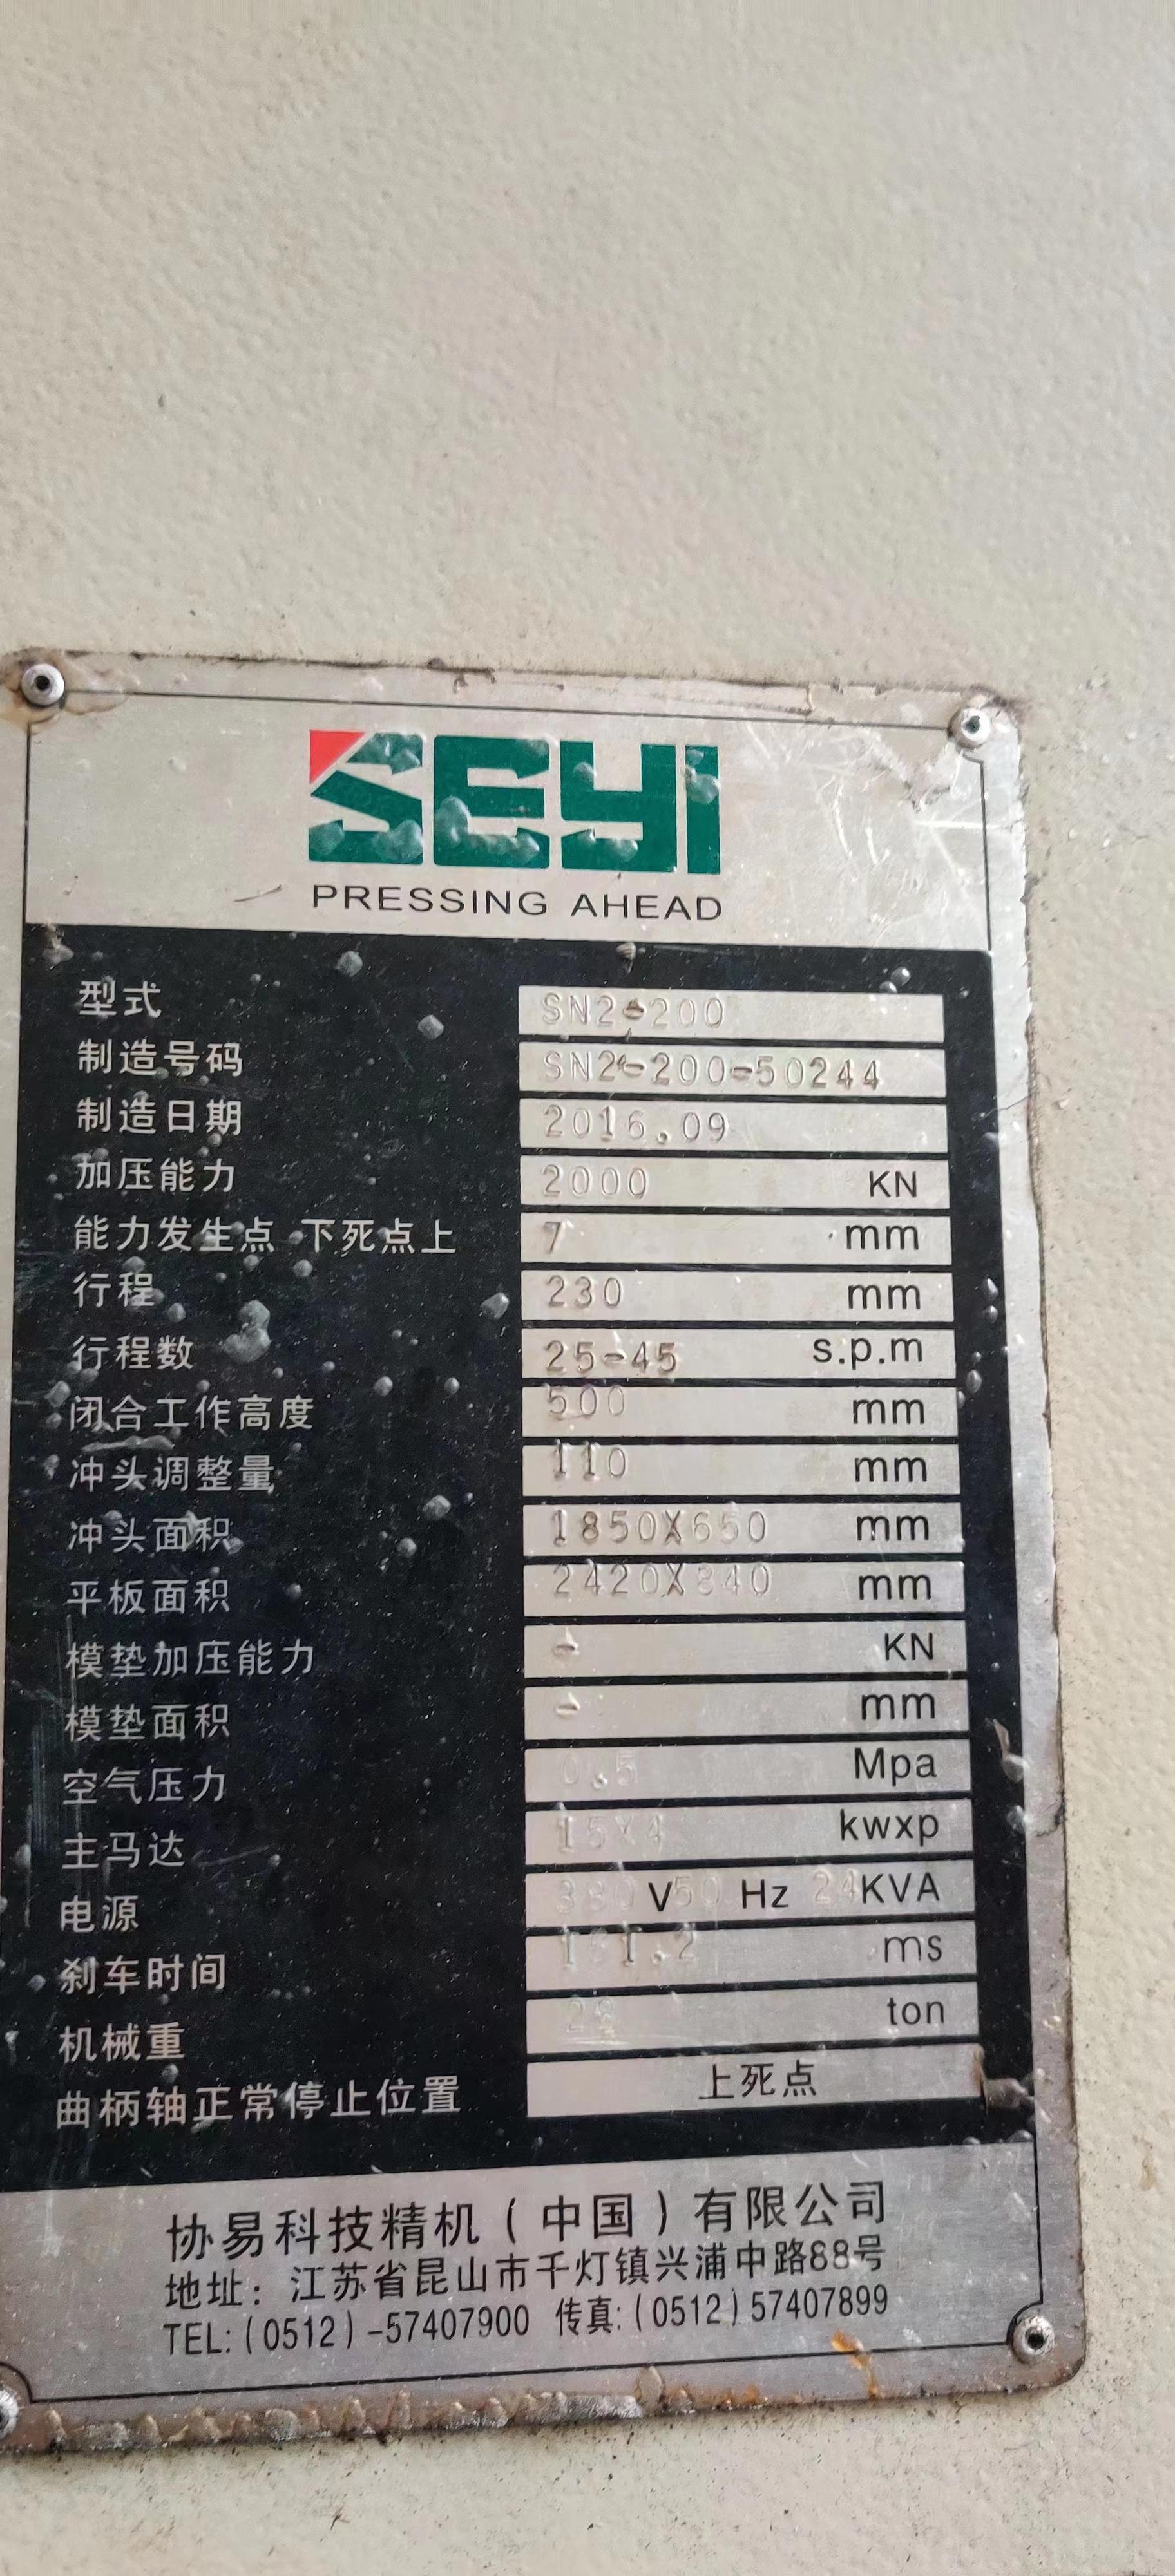 SEYI
PRESSING AHEAD
型式 SN2-200
制造号码 SN2-200-50244
制造日期 2016.09
加压能力 2000 KN
能力发生点 下死点上 7 mm
行程 230 mm
行程数 25-45 s.p.m
闭合工作高度 500 mm
冲头调整量 110 mm
冲头面积 1850X650 mm
平板面积 2420X840 mm
模垫加压能力 - KN
模垫面积 - mm
空气压力 0.5 Mpa
主马达 15X4 kwxp
电源 380 V 50 Hz 24 KVA
刹车时间 ms
机械重 ton
曲柄轴正常停止位置 上死点
协易科技精机(中国)有限公司
地址: 江苏省昆山市千灯镇兴浦中路88号
TEL:(0512)-57407900 传真:(0512)57407899